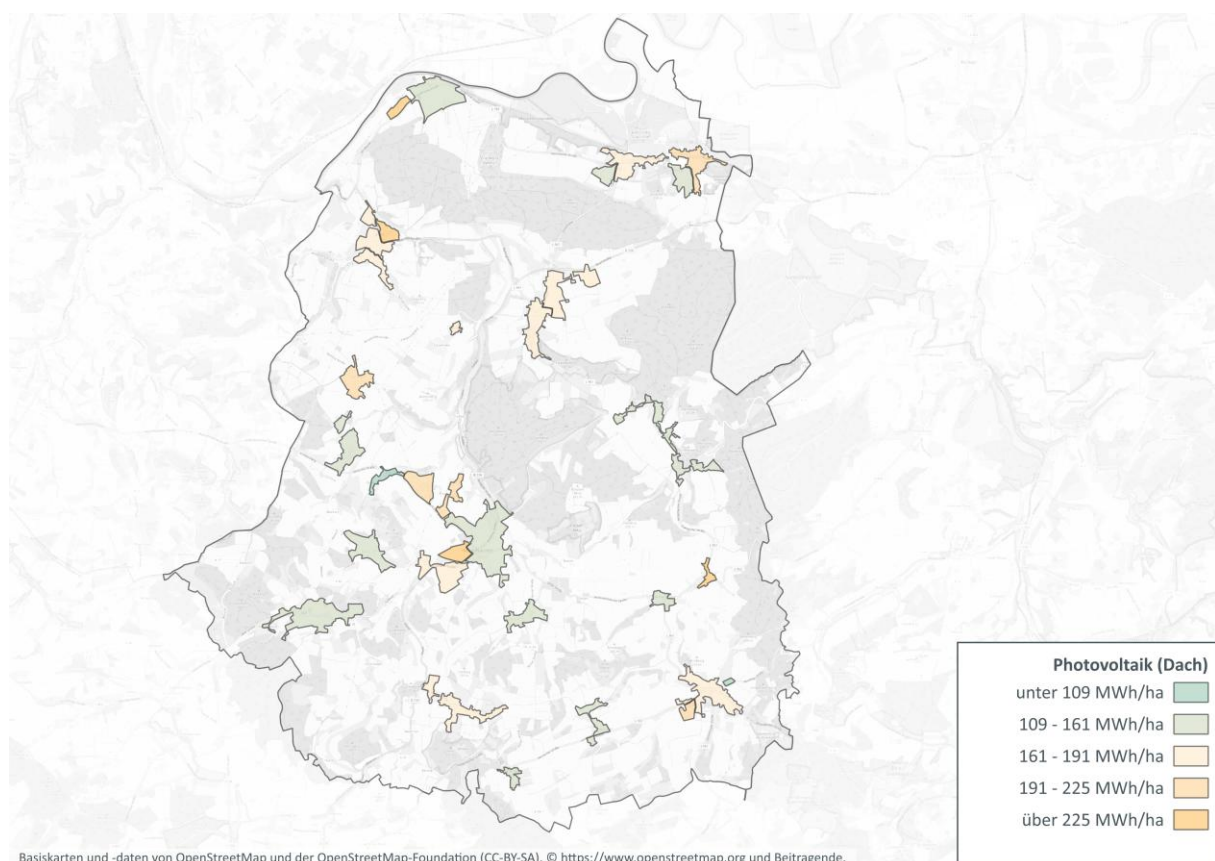 Photovoltaik (Dach)
unter 109 MWh/ha
109 - 161 MWh/ha
161 - 191 MWh/ha
191 - 225 MWh/ha
über 225 MWh/ha
Basiskarten und -daten von OpenStreetMap und der OpenStreetMap-Foundation (CC-BY-SA). © https://www.openstreetmap.org und Beitragende.